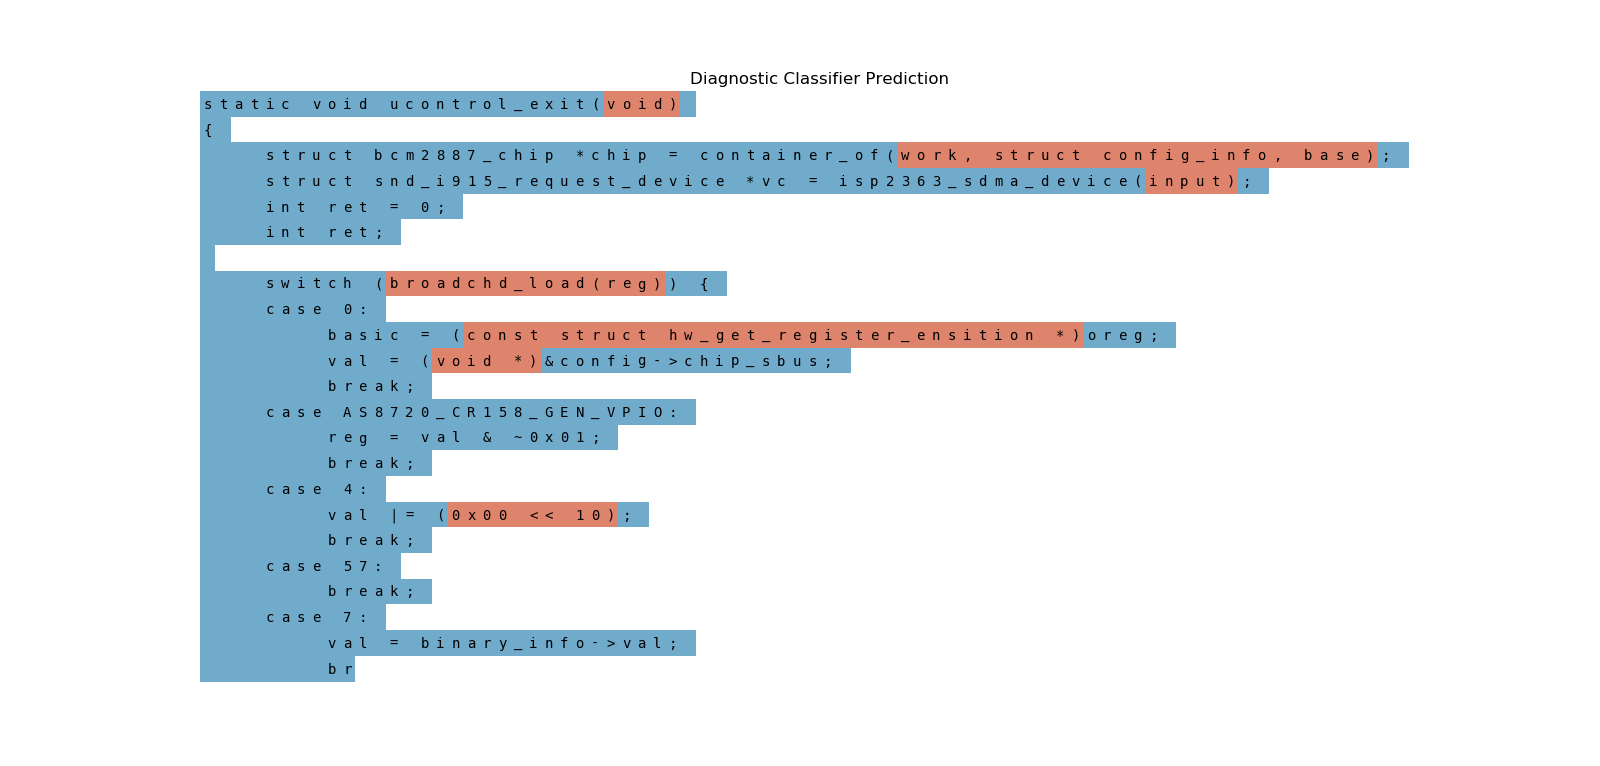 Diagnostic Classifier Prediction
static void ucontrol_exit(void)
{
    struct bcm2887_chip *chip = container_of(work, struct config_info, base);
    struct snd_i915_request_device *vc = isp2363_sdma_device(input);
    int ret = 0;
    int ret;

    switch (broadchd_load(reg)) {
    case 0:
        basic = (const struct hw_get_register_ensition *)oreg;
        val = (void *)&config->chip_sbus;
        break;
    case AS8720_CR158_GEN_VPIO:
        reg = val & ~0x01;
        break;
    case 4:
        val |= (0x00 << 10);
        break;
    case 57:
        break;
    case 7:
        val = binary_info->val;
        br